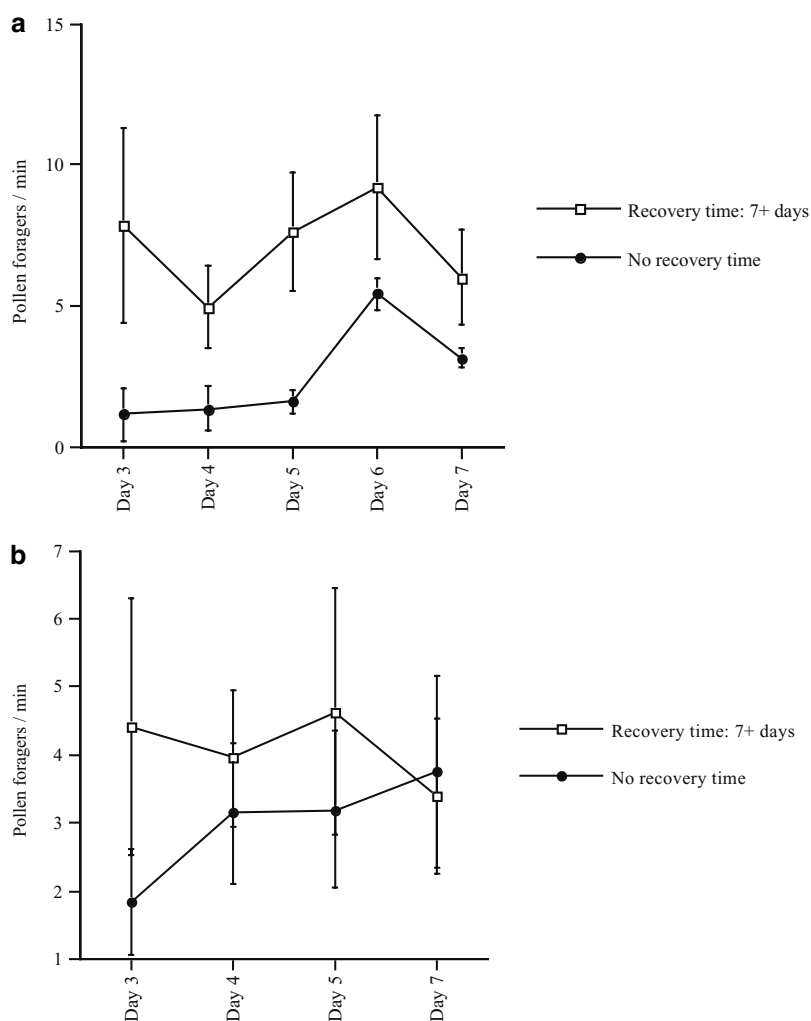 a
15
10
5
0
Pollen foragers / min
Day 3
Day 4
Day 5
Day 6
Day 7
Recovery time: 7+ days
No recovery time
b
7
6
5
4
3
2
1
Pollen foragers / min
Day 3
Day 4
Day 5
Day 7
Recovery time: 7+ days
No recovery time